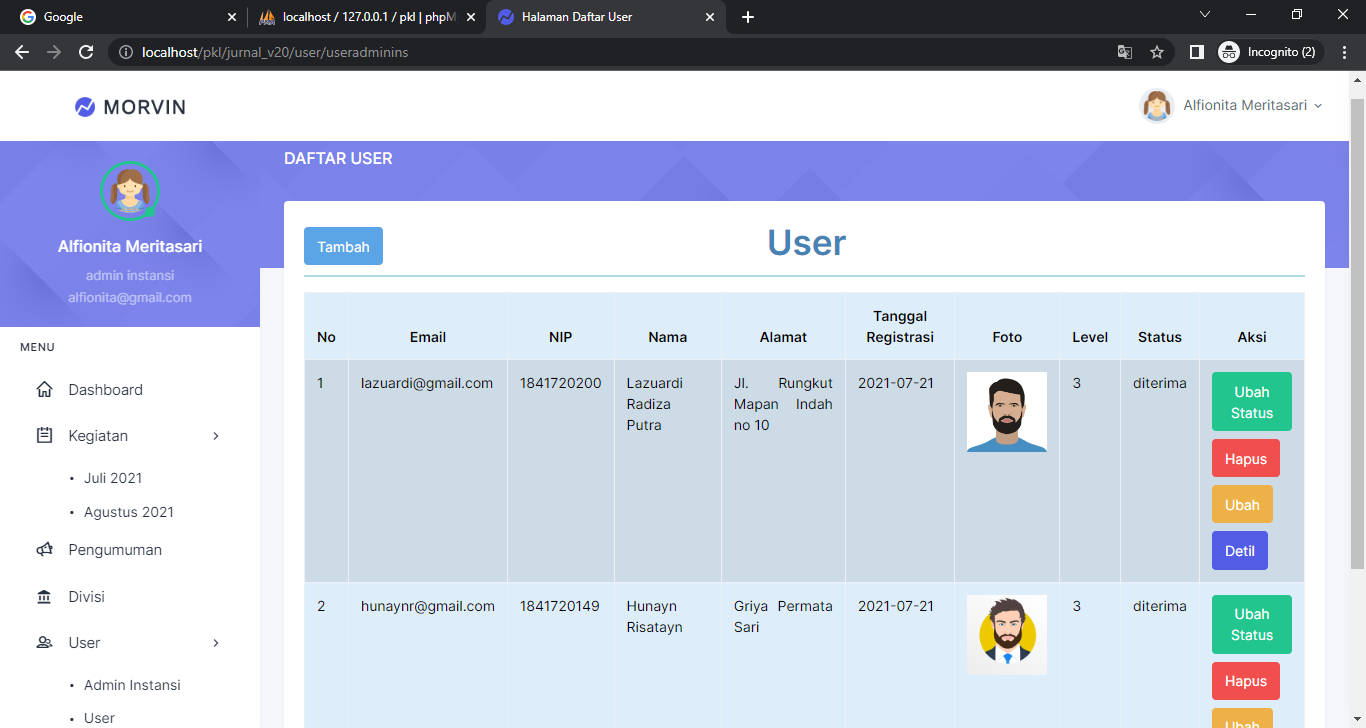 Google
localhost / 127.0.0.1 / pkl | phpM
Halaman Daftar User
localhost/pkl/jurnal_v20/user/useradminins
Incognito (2)
MORVIN
Alfionita Meritasari
DAFTAR USER
Alfionita Meritasari
admin instansi
alfionita@gmail.com
MENU
Dashboard
Kegiatan
• Juli 2021
• Agustus 2021
Pengumuman
Divisi
User
• Admin Instansi
• User
Tambah
User
No Email NIP Nama Alamat Tanggal Registrasi Foto Level Status Aksi
1 lazuardi@gmail.com 1841720200 Lazuardi Radiza Putra Jl. Rungkut Mapan Indah no 10 2021-07-21 3 diterima
Ubah Status
Hapus
Ubah
Detil
2 hunaynr@gmail.com 1841720149 Hunayn Risatayn Griya Permata Sari 2021-07-21 3 diterima
Ubah Status
Hapus
Ubah